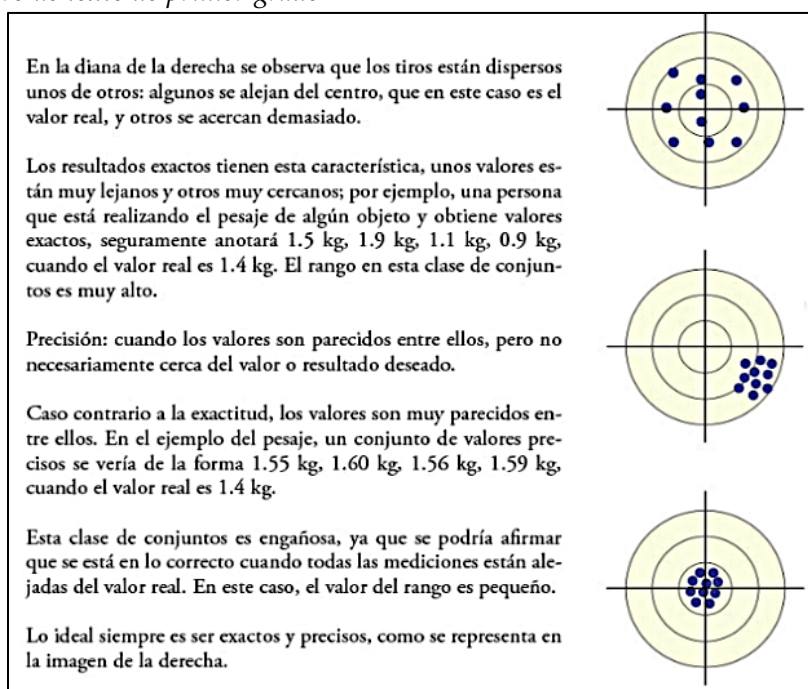 En la diana de la derecha se observa que los tiros están dispersos
unos de otros: algunos se alejan del centro, que en este caso es el
valor real, y otros se acercan demasiado.
Los resultados exactos tienen esta característica, unos valores es-
tán muy lejanos y otros muy cercanos; por ejemplo, una persona
que está realizando el pesaje de algún objeto y obtiene valores
exactos, seguramente anotará 1.5 kg, 1.9 kg, 1.1 kg, 0.9 kg,
cuando el valor real es 1.4 kg. El rango en esta clase de conjun-
tos es muy alto.
Precisión: cuando los valores son parecidos entre ellos, pero no
necesariamente cerca del valor o resultado deseado.
Caso contrario a la exactitud, los valores son muy parecidos en-
tre ellos. En el ejemplo del pesaje, un conjunto de valores pre-
cisos se vería de la forma 1.55 kg, 1.60 kg, 1.56 kg, 1.59 kg,
cuando el valor real es 1.4 kg.
Esta clase de conjuntos es engañosa, ya que se podría afirmar
que se está en lo correcto cuando todas las mediciones están ale-
jadas del valor real. En este caso, el valor del rango es pequeño.
Lo ideal siempre es ser exactos y precisos, como se representa en
la imagen de la derecha.